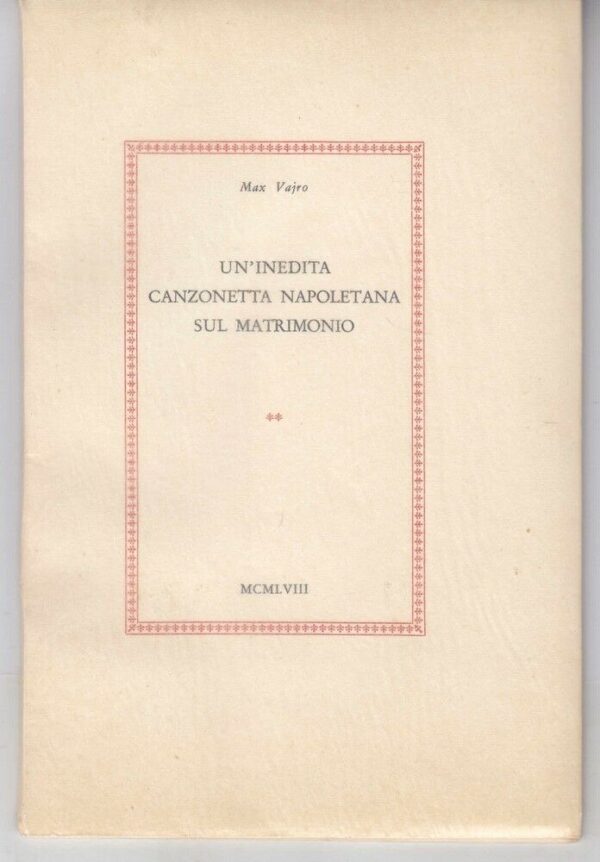 Max Vajro
UN'INEDITA
CANZONETTA NAPOLETANA
SUL MATRIMONIO
MCMLVIII